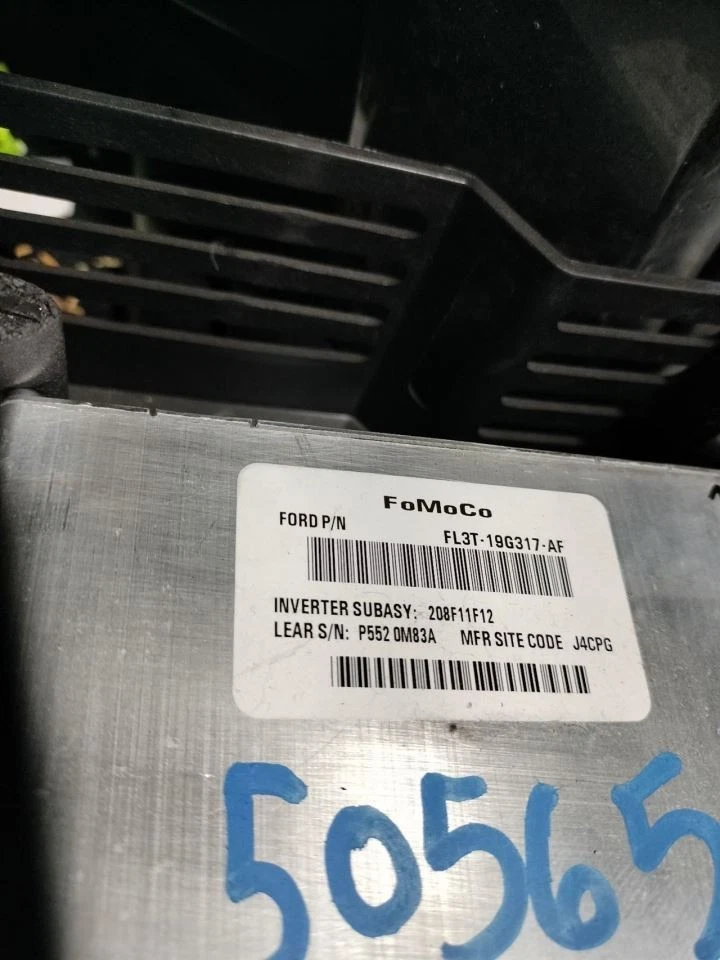 FoMoCo
FORD P/N
FL3T-19G317-AF
INVERTER SUBASY: 208F11F12
LEAR S/N: P552 0M83A MFR SITE CODE J4CPG
50565